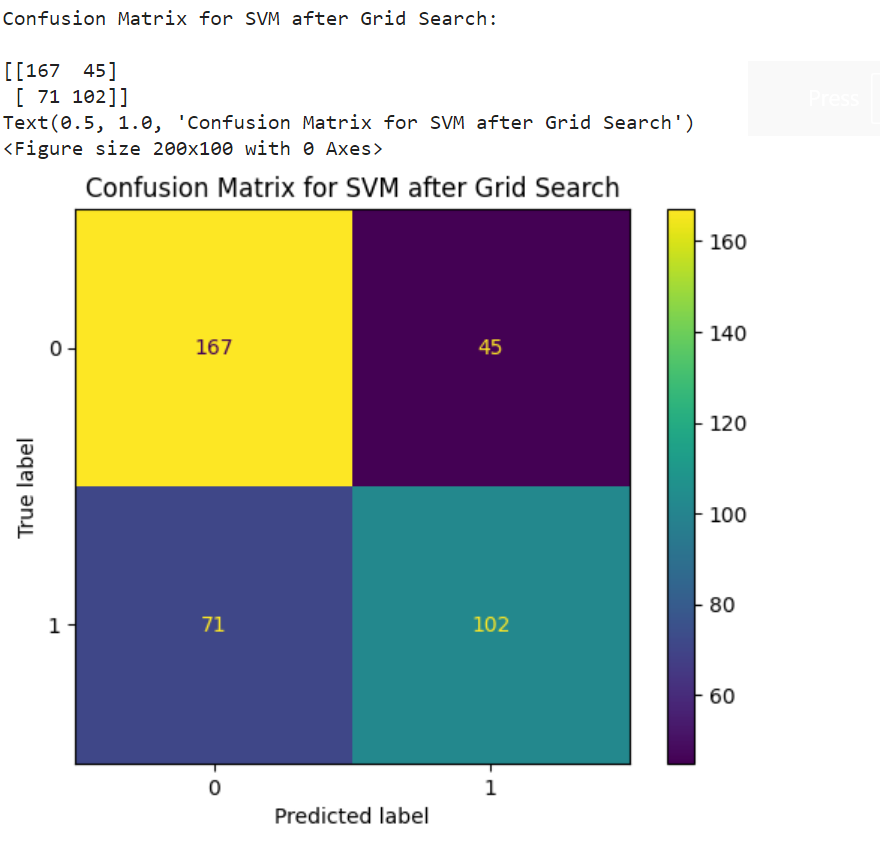 Confusion Matrix for SVM after Grid Search:
[[167  45]
 [ 71 102]]
Text(0.5, 1.0, 'Confusion Matrix for SVM after Grid Search')
<Figure size 200x100 with 0 Axes>
Press
Confusion Matrix for SVM after Grid Search
160
140
120
100
80
60
0
167
45
True label
1
71
102
0
1
Predicted label